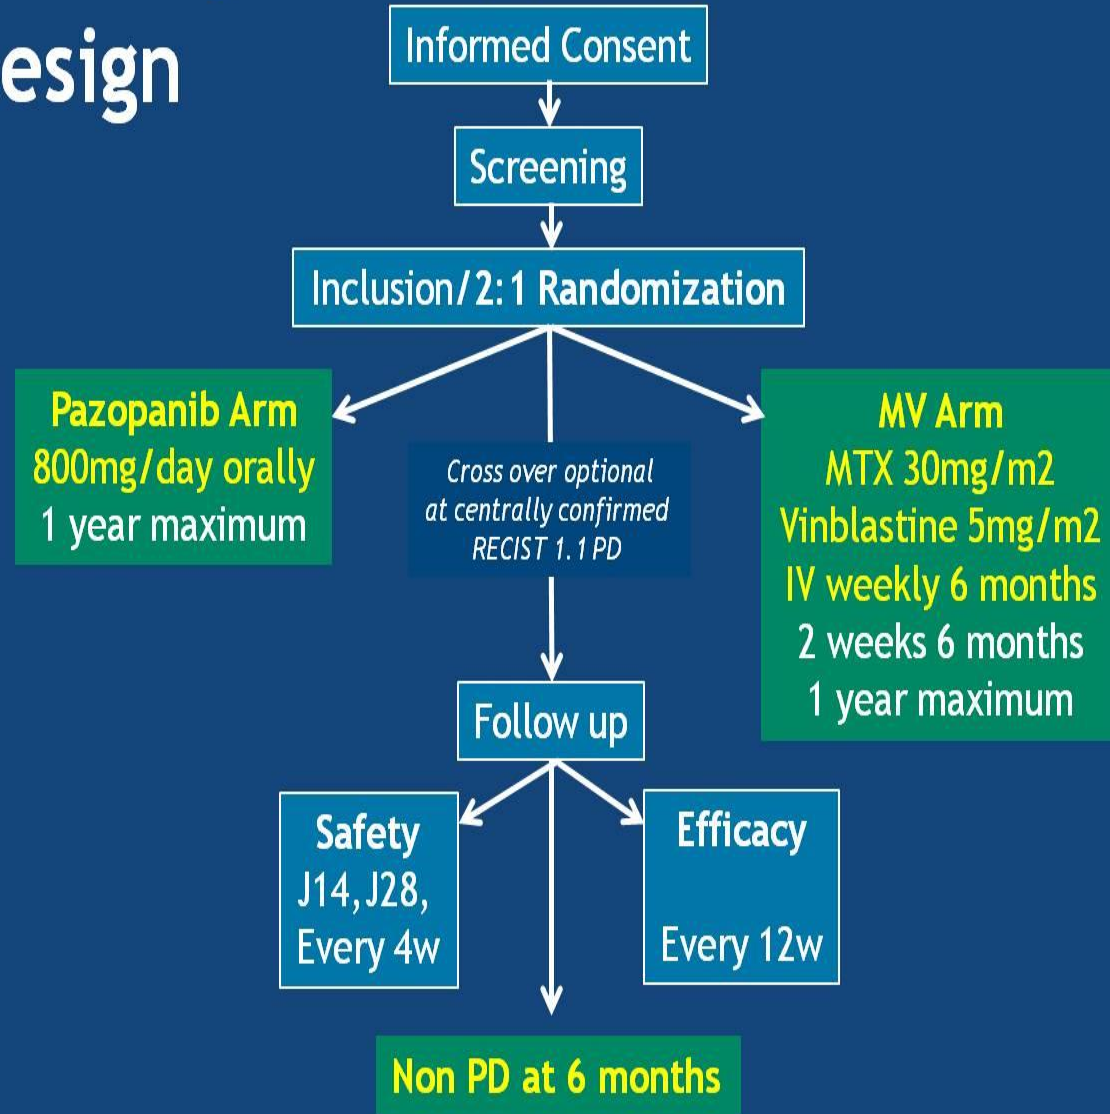 esign
Informed Consent
Screening
Inclusion/2:1 Randomization
Pazopanib Arm
800mg/day orally
1 year maximum
Cross over optional
at centrally confirmed
RECIST 1.1 PD
MV Arm
MTX 30mg/m2
Vinblastine 5mg/m2
IV weekly 6 months
2 weeks 6 months
1 year maximum
Follow up
Safety
J14, J28,
Every 4w
Efficacy
Every 12w
Non PD at 6 months